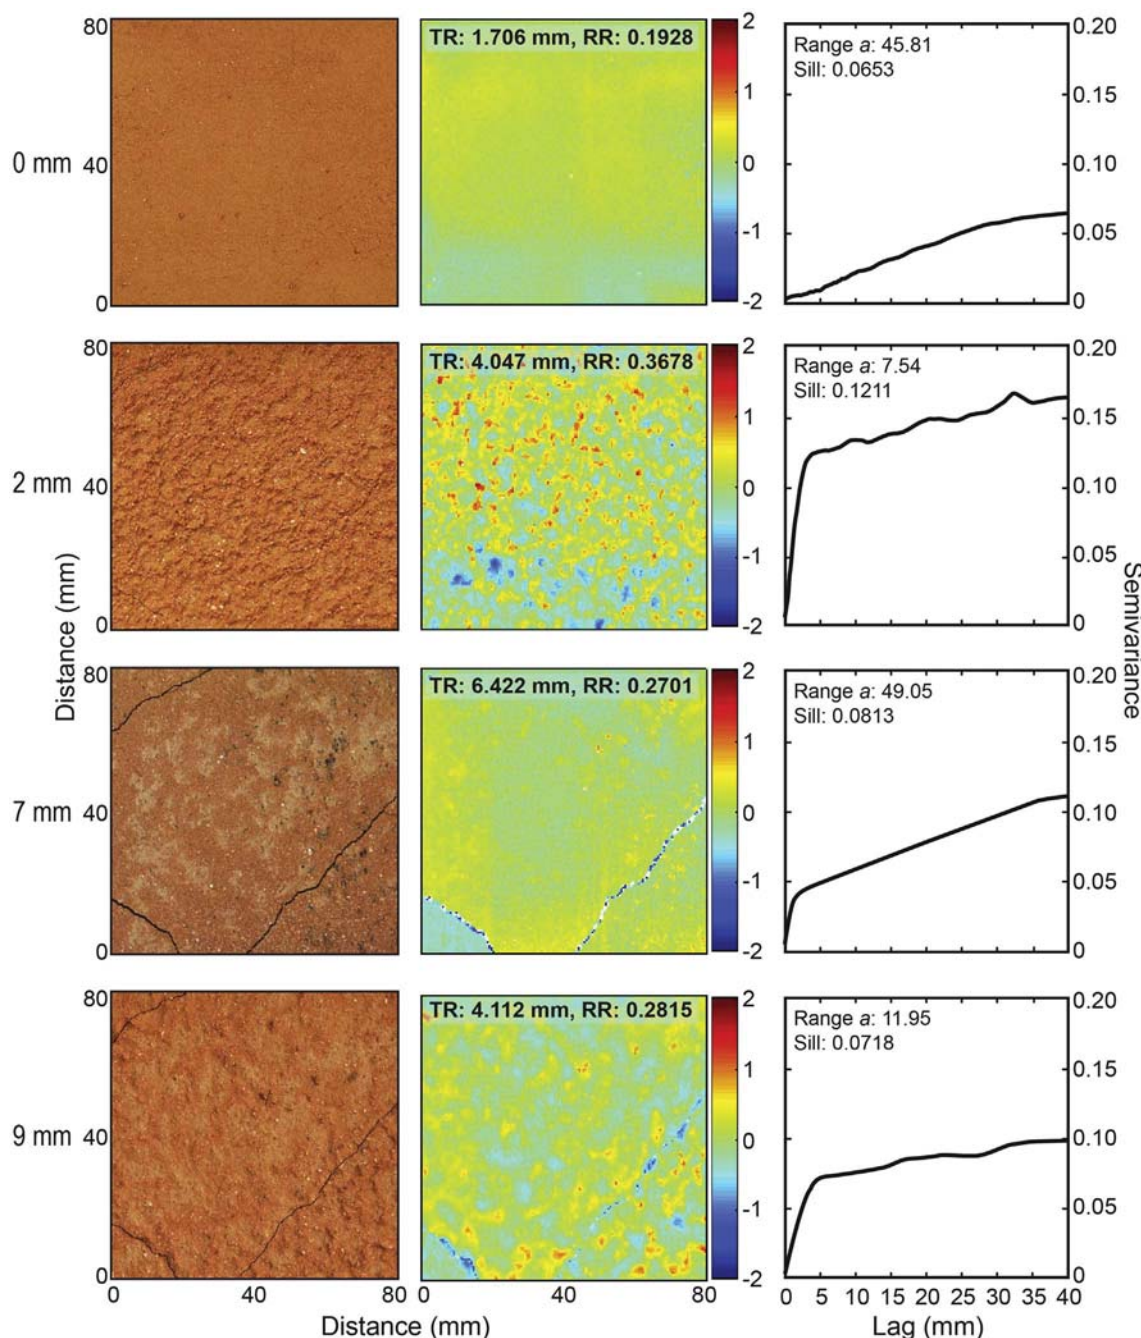 80
TR: 1.706 mm, RR: 0.1928
2
0.20
Range a: 45.81
Sill: 0.0653
1
0.15
0 mm
40
0
0.10
-1
0.05
0
-2
0
80
TR: 4.047 mm, RR: 0.3678
2
0.20
Range a: 7.54
Sill: 0.1211
1
0.15
2 mm
40
0
0.10
-1
0.05
0
-2
0
Distance (mm)
Semivariance
80
TR: 6.422 mm, RR: 0.2701
2
0.20
Range a: 49.05
Sill: 0.0813
1
0.15
7 mm
40
0
0.10
-1
0.05
0
-2
0
80
TR: 4.112 mm, RR: 0.2815
2
0.20
Range a: 11.95
Sill: 0.0718
1
0.15
9 mm
40
0
0.10
-1
0.05
0
-2
0
0 40 80 0 40 80
0 5 10 15 20 25 30 35 40
Distance (mm)
Lag (mm)